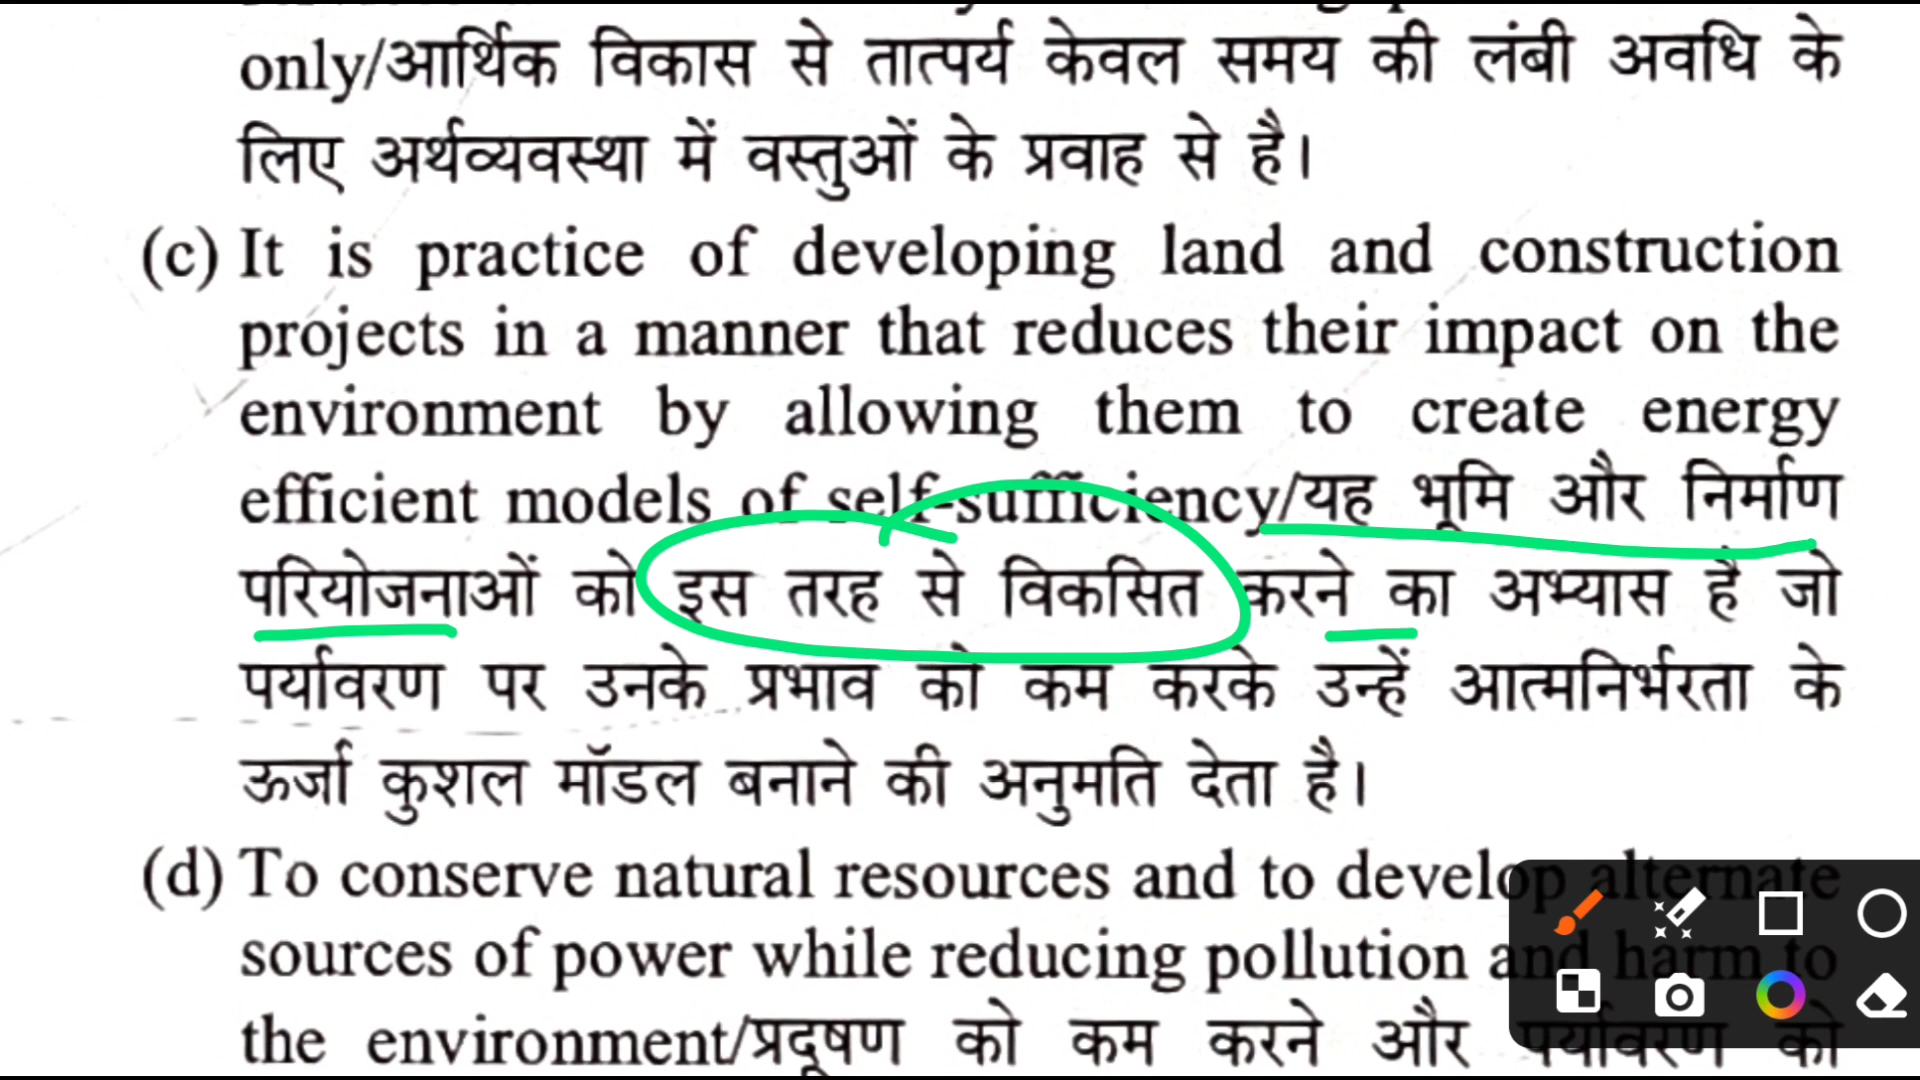 only/आर्थिक विकास से तात्पर्य केवल समय की लंबी अवधि के
लिए अर्थव्यवस्था में वस्तुओं के प्रवाह से है।
(c) It is practice of developing land and construction
projects in a manner that reduces their impact on the
environment by allowing them to create energy
efficient models of self-sufficiency/यह भूमि और निर्माण
परियोजनाओं को इस तरह से विकसित करने का अभ्यास है जो
पर्यावरण पर उनके प्रभाव को कम करके उन्हें आत्मनिर्भरता के
ऊर्जा कुशल मॉडल बनाने की अनुमति देता है।
(d) To conserve natural resources and to develop alternate
sources of power while reducing pollution and harm to
the environment/प्रदूषण को कम करने और पर्यावरण को